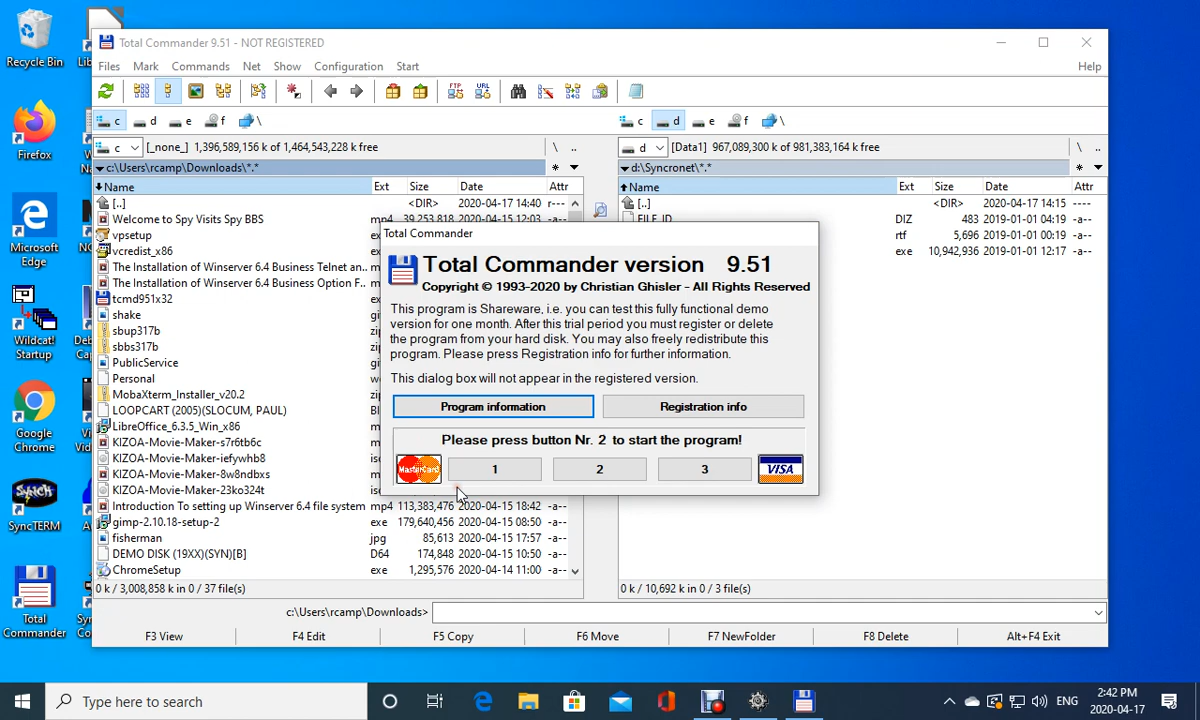 Recycle Bin
Firefox
Microsoft
Edge
Wildcat!
Startup
Google
Chrome
SyncTERM
Total
Commander
Total Commander 9.51 - NOT REGISTERED
Files Mark Commands Net Show Configuration Start Help
FTP URL
c d e f \ c d e f \
c [_none_] 1,396,589,156 k of 1,464,543,228 k free \ .. d [Data1] 967,089,300 k of 981,383,164 k free \ ..
c:\Users\rcamp\Downloads\*.* * d:\Syncronet\*.* *
Name Ext Size Date Attr Name Ext Size Date Attr
[..] <DIR> 2020-04-17 14:40 r--- [..] <DIR> 2020-04-17 14:15 ----
Welcome to Spy Visits Spy BBS mp4 39,253,818 2020-04-15 12:03 -a-- FILE_ID DIZ 483 2019-01-01 04:19 -a--
vpsetup rtf 5,696 2019-01-01 00:19 -a--
vcredist_x86 exe 10,942,936 2019-01-01 12:17 -a--
The Installation of Winserver 6.4 Business Telnet an..
The Installation of Winserver 6.4 Business Option F..
tcmd951x32
shake
sbup317b
sbbs317b
PublicService
Personal
MobaXterm_Installer_v20.2
LOOPCART (2005)(SLOCUM, PAUL)
LibreOffice_6.3.5_Win_x86
KIZOA-Movie-Maker-s7r6tb6c
KIZOA-Movie-Maker-iefywhb8
KIZOA-Movie-Maker-8w8ndbxs
KIZOA-Movie-Maker-23ko324t
Introduction To setting up Winserver 6.4 file system mp4 113,383,476 2020-04-15 18:42 -a--
gimp-2.10.18-setup-2 exe 179,640,456 2020-04-15 08:50 -a--
fisherman jpg 85,613 2020-04-15 17:57 -a--
DEMO DISK (19XX)(SYN)[B] D64 174,848 2020-04-15 10:50 -a--
ChromeSetup exe 1,295,576 2020-04-14 11:00 -a--
0 k / 3,008,858 k in 0 / 37 file(s) 0 k / 10,692 k in 0 / 3 file(s)
Total Commander
Total Commander version 9.51
Copyright © 1993-2020 by Christian Ghisler - All Rights Reserved
This program is Shareware, i.e. you can test this fully functional demo
version for one month. After this trial period you must register or delete
the program from your hard disk. You may also freely redistribute this
program. Please press Registration info for further information.
This dialog box will not appear in the registered version.
Program information Registration info
Please press button Nr. 2 to start the program!
MasterCard 1 2 3 VISA
c:\Users\rcamp\Downloads>
F3 View F4 Edit F5 Copy F6 Move F7 NewFolder F8 Delete Alt+F4 Exit
Type here to search
ENG
2:42 PM
2020-04-17